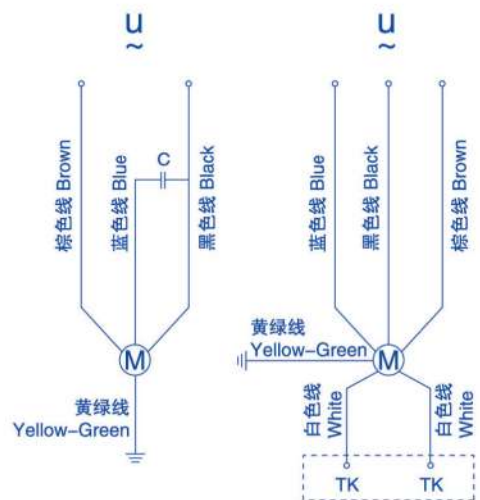 u
~
u
~
棕色线 Brown
蓝色线 Blue
C
黑色线 Black
M
黄绿线
Yellow-Green
蓝色线 Blue
黑色线 Black
棕色线 Brown
黄绿线
Yellow-Green
M
白色线
White
白色线
White
TK
TK